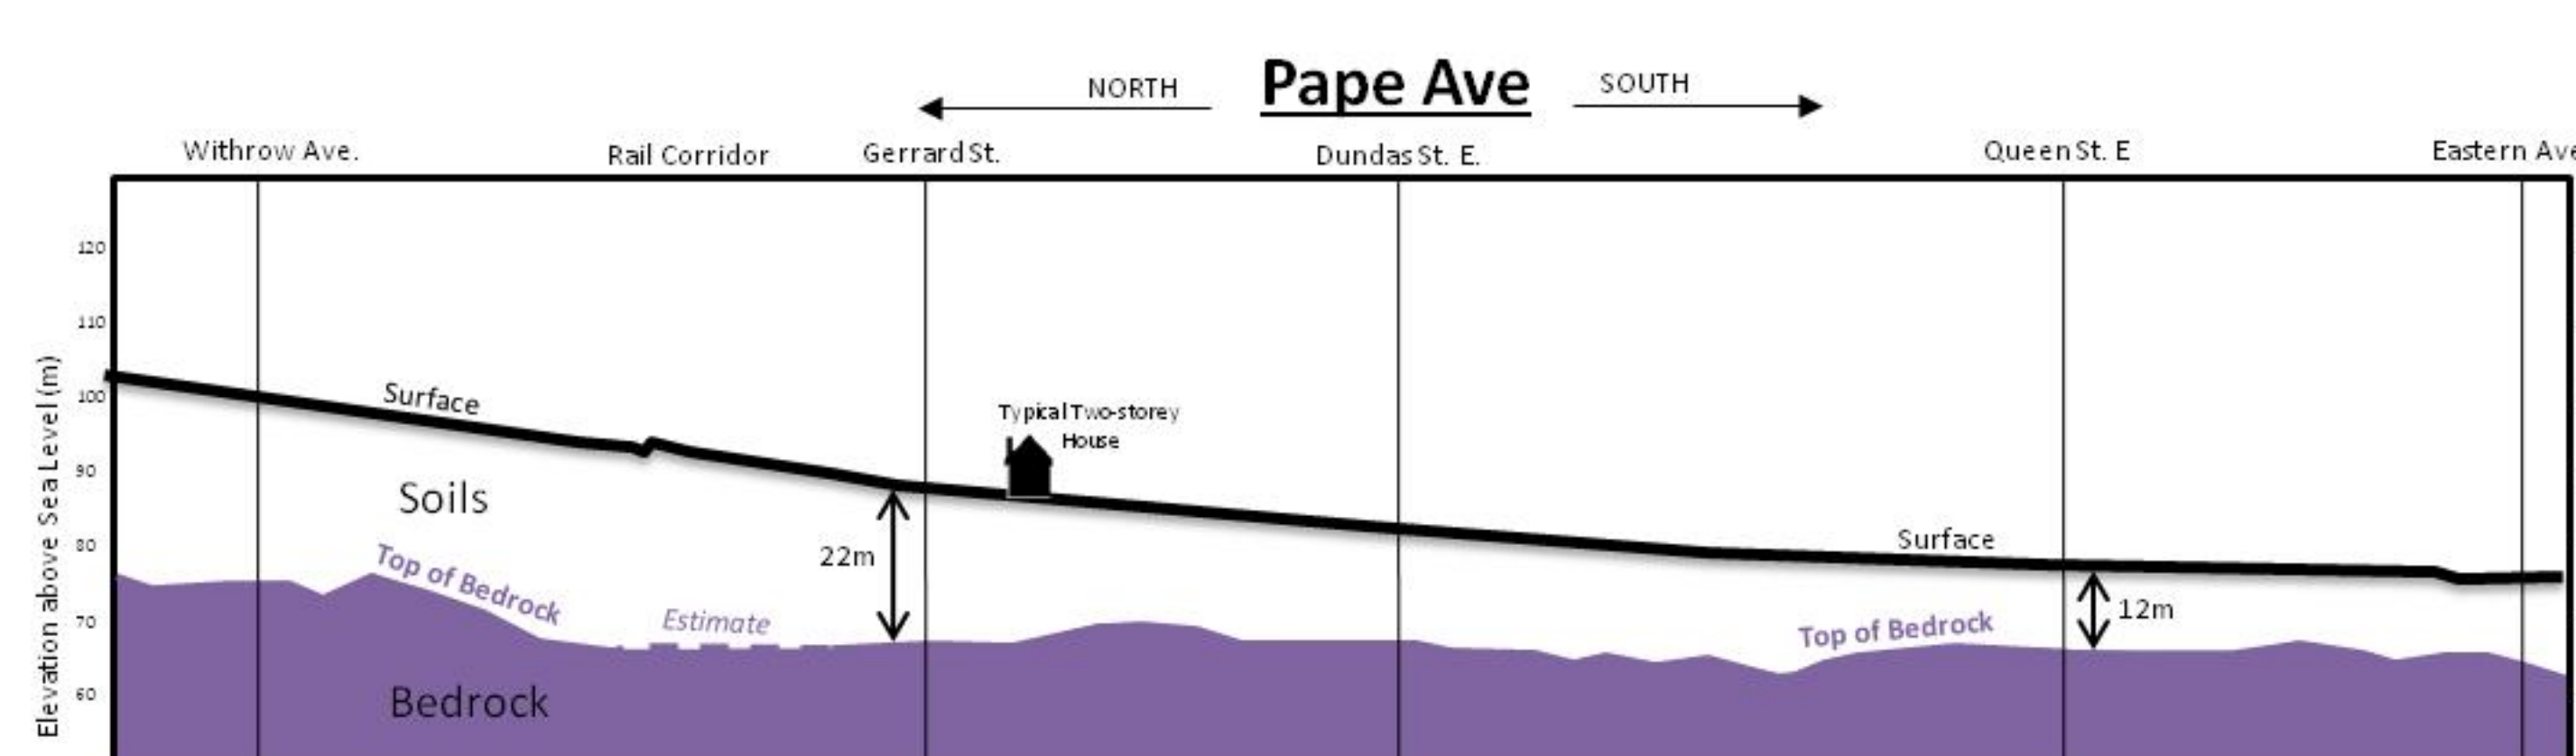 Pape Ave
NORTH
SOUTH
Withrow Ave.
Rail Corridor
Gerrard St.
Dundas St. E.
Queen St. E
Eastern Ave
Elevation above Sea Level (m)
120
110
100
90
80
70
60
Surface
Typical Two-storey
House
Soils
22m
Surface
Top of Bedrock
Estimate
12m
Top of Bedrock
Bedrock